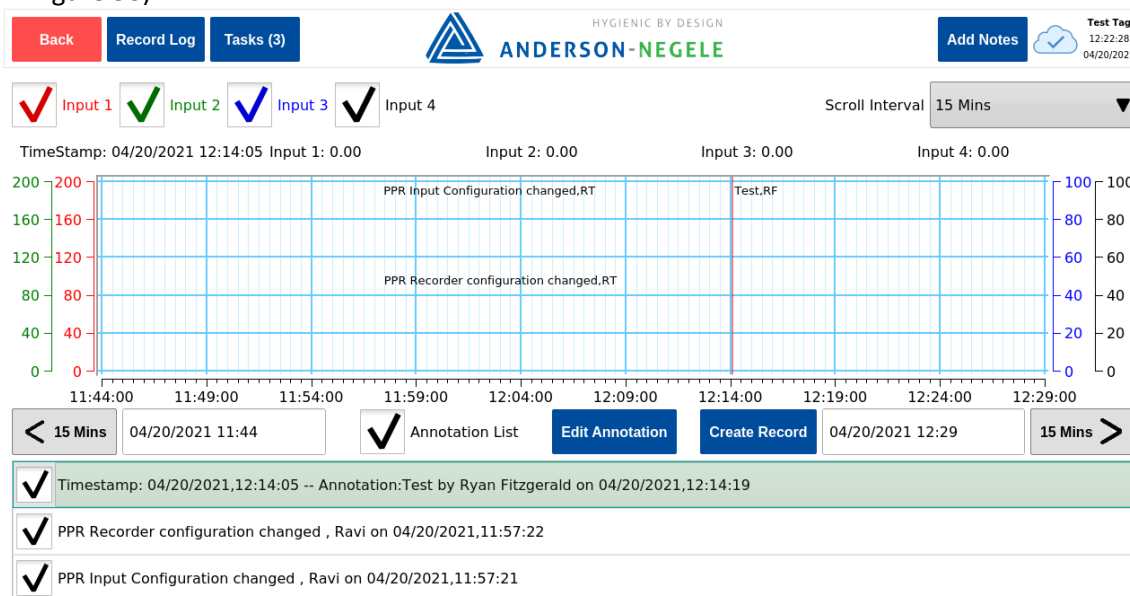 Back
Record Log
Tasks (3)
HYGIENIC BY DESIGN
ANDERSON-NEGELE
Add Notes
Test Tag
12:22:28
Input 1
Input 2
Input 3
Input 4
Scroll Interval
15 Mins
TimeStamp: 04/20/2021 12:14:05 Input 1: 0.00 Input 2: 0.00 Input 3: 0.00 Input 4: 0.00
200 200
160 160
120 120
80 80
40 40
0 0
PPR Input Configuration changed,RT
Test,RF
PPR Recorder configuration changed,RT
100 100
80 80
60 60
40 40
20 20
0 0
11:44:00 11:49:00 11:54:00 11:59:00 12:04:00 12:09:00 12:14:00 12:19:00 12:24:00 12:29:00
< 15 Mins
04/20/2021 11:44
Annotation List
Edit Annotation
Create Record
04/20/2021 12:29
15 Mins >
Timestamp: 04/20/2021,12:14:05 -- Annotation:Test by Ryan Fitzgerald on 04/20/2021,12:14:19
PPR Recorder configuration changed , Ravi on 04/20/2021,11:57:22
PPR Input Configuration changed , Ravi on 04/20/2021,11:57:21